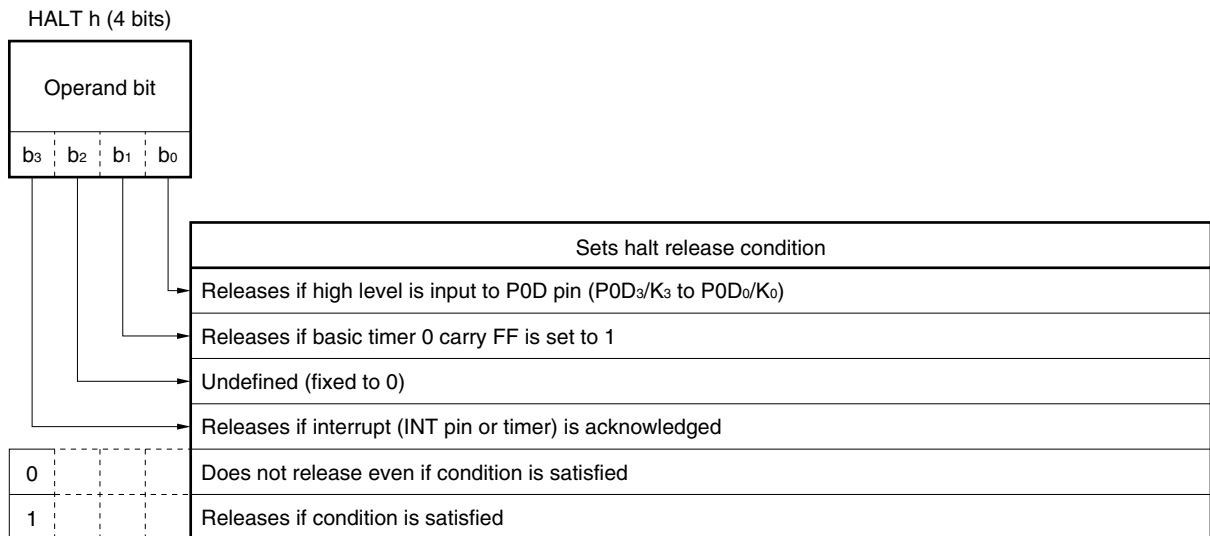 HALT h (4 bits)
Operand bit
b3 b2 b1 b0
Sets halt release condition
Releases if high level is input to P0D pin (P0D3/K3 to P0D0/K0)
Releases if basic timer 0 carry FF is set to 1
Undefined (fixed to 0)
Releases if interrupt (INT pin or timer) is acknowledged
0 Does not release even if condition is satisfied
1 Releases if condition is satisfied